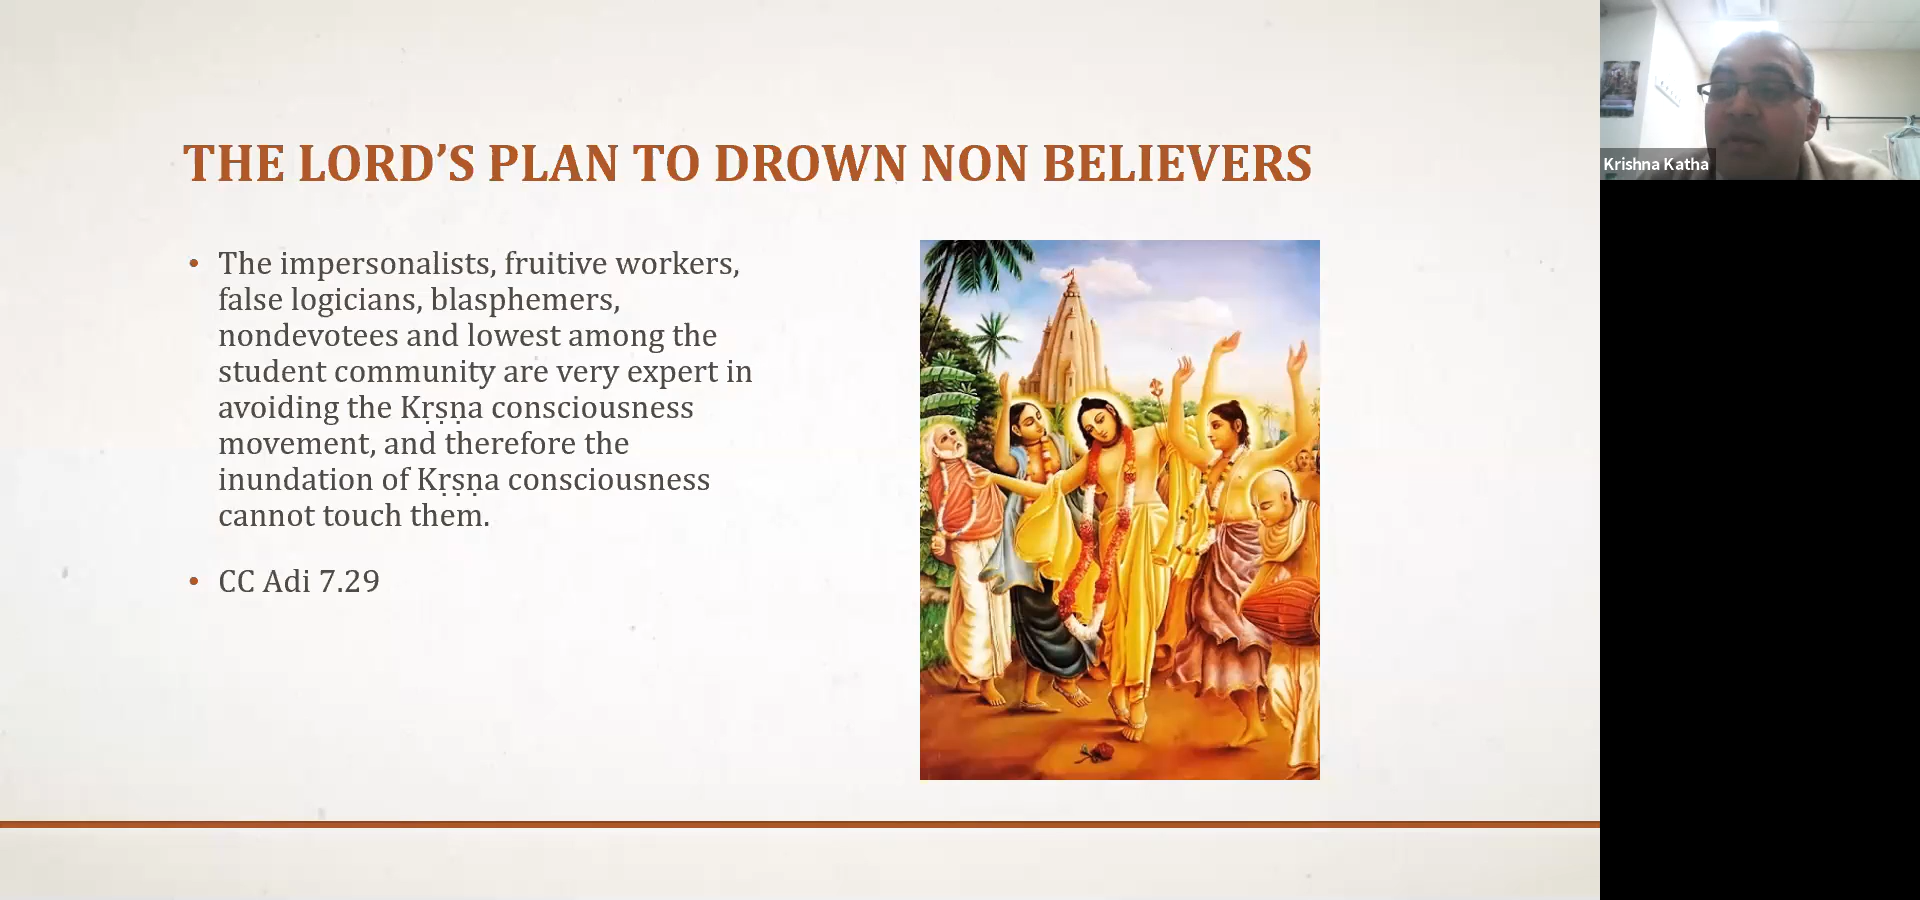 THE LORD’S PLAN TO DROWN NON BELIEVERS
• The impersonalists, fruitive workers,
false logicians, blasphemers,
nondevotees and lowest among the
student community are very expert in
avoiding the Kṛṣṇa consciousness
movement, and therefore the
inundation of Kṛṣṇa consciousness
cannot touch them.
• CC Adi 7.29
Krishna Katha